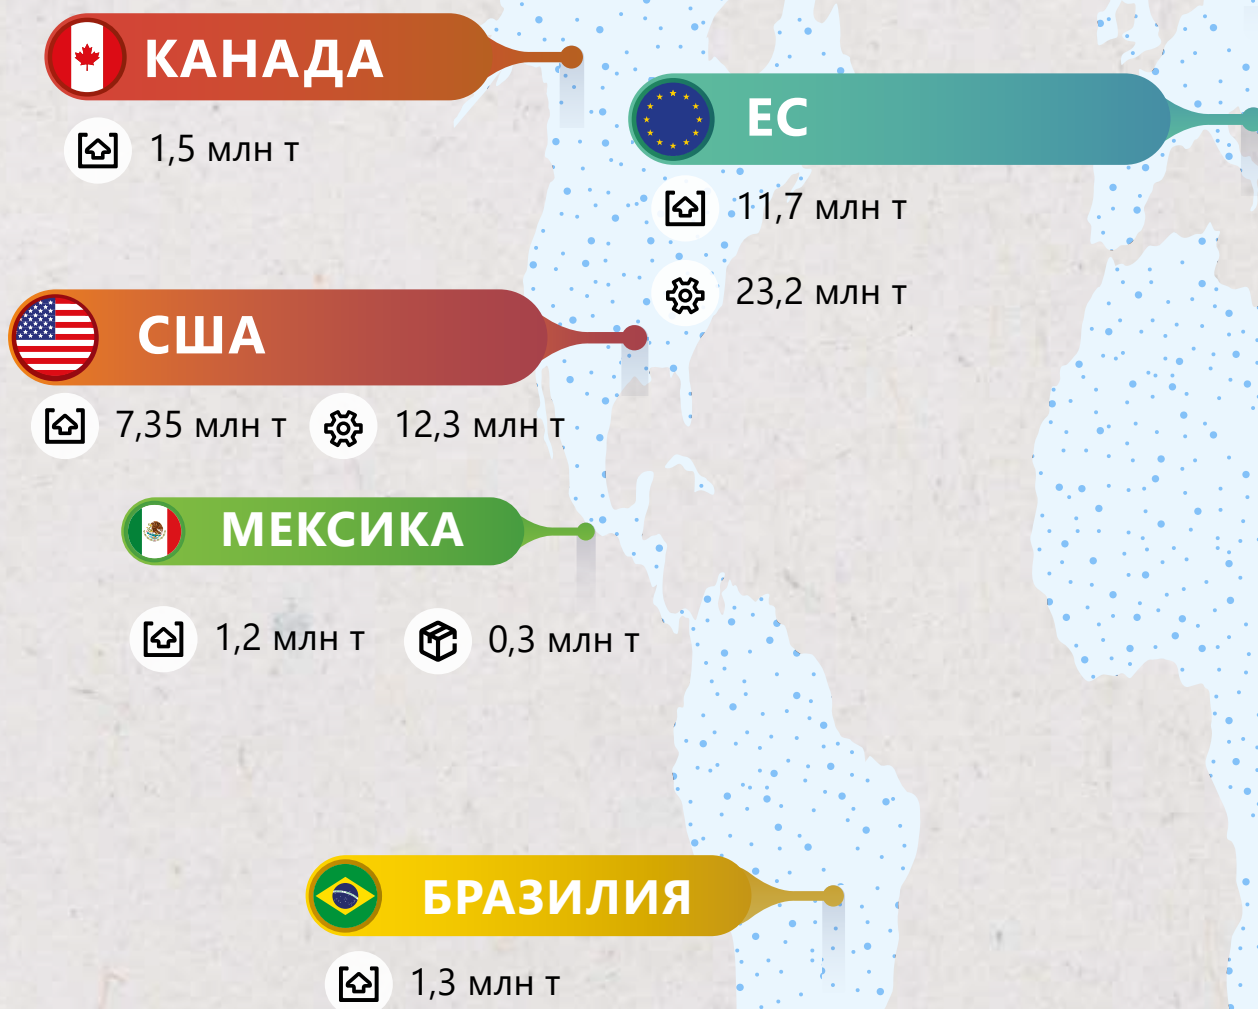 КАНАДА
1,5 млн т
ЕС
11,7 млн т
23,2 млн т
США
7,35 млн т 12,3 млн т
МЕКСИКА
1,2 млн т 0,3 млн т
БРАЗИЛИЯ
1,3 млн т